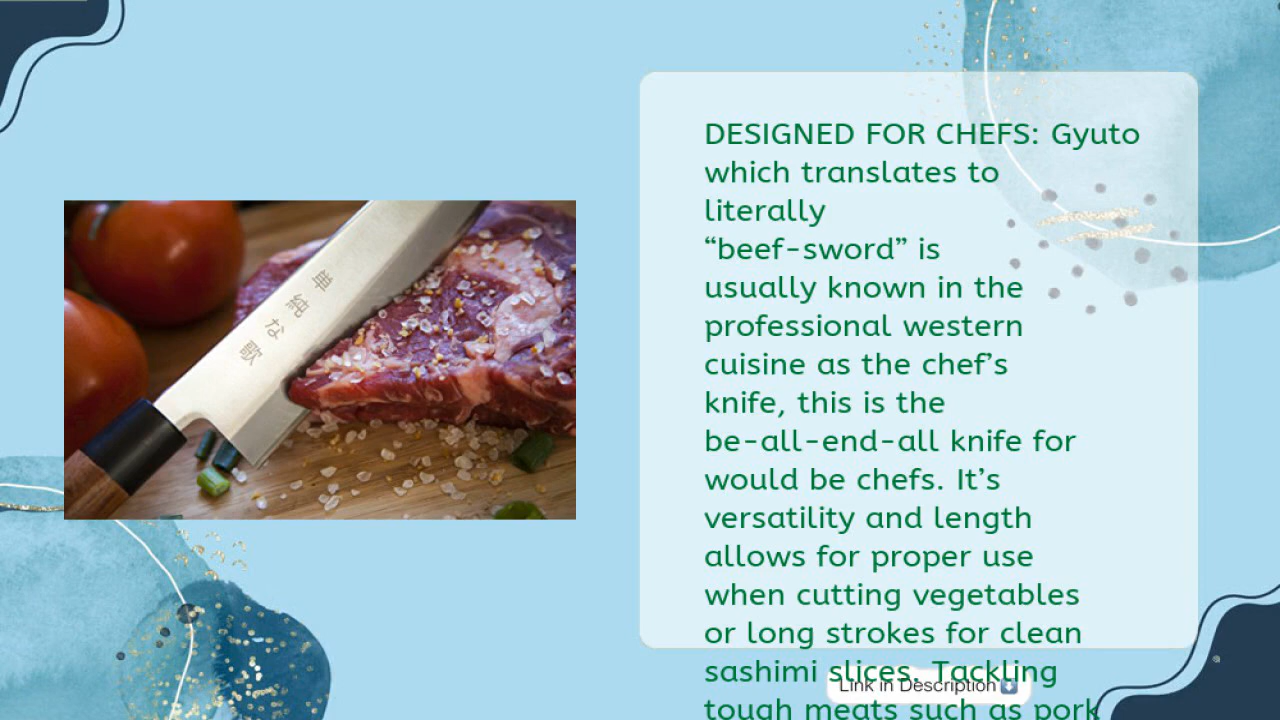 DESIGNED FOR CHEFS: Gyuto
which translates to
literally
“beef-sword” is
usually known in the
professional western
cuisine as the chef’s
knife, this is the
be-all-end-all knife for
would be chefs. It’s
versatility and length
allows for proper use
when cutting vegetables
or long strokes for clean
sashimi slices. Tackling
tough meats such as pork
Link in Description
純
な
歌